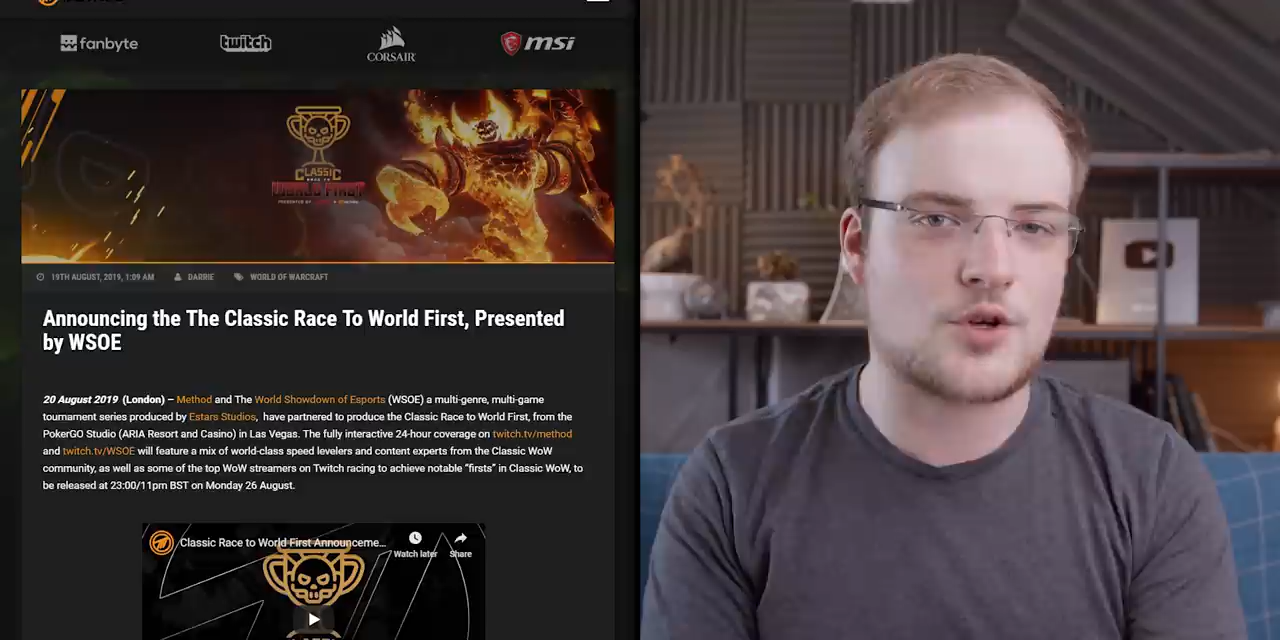 fanbyte
twitch
CORSAIR
msi
CLASSIC
RACE TO
WORLD FIRST
PRESENTED BY
19TH AUGUST, 2019, 1:09 AM DARRIE WORLD OF WARCRAFT
Announcing the The Classic Race To World First, Presented
by WSOE
20 August 2019 (London) – Method and The World Showdown of Esports (WSOE) a multi-genre, multi-game
tournament series produced by Estars Studios, have partnered to produce the Classic Race to World First, from the
PokerGO Studio (ARIA Resort and Casino) in Las Vegas. The fully interactive 24-hour coverage on twitch.tv/method
and twitch.tv/WSOE will feature a mix of world-class speed levelers and content experts from the Classic WoW
community, as well as some of the top WoW streamers on Twitch racing to achieve notable “firsts” in Classic WoW, to
be released at 23:00/11pm BST on Monday 26 August.
Classic Race to World First Announceme...
Watch later
Share